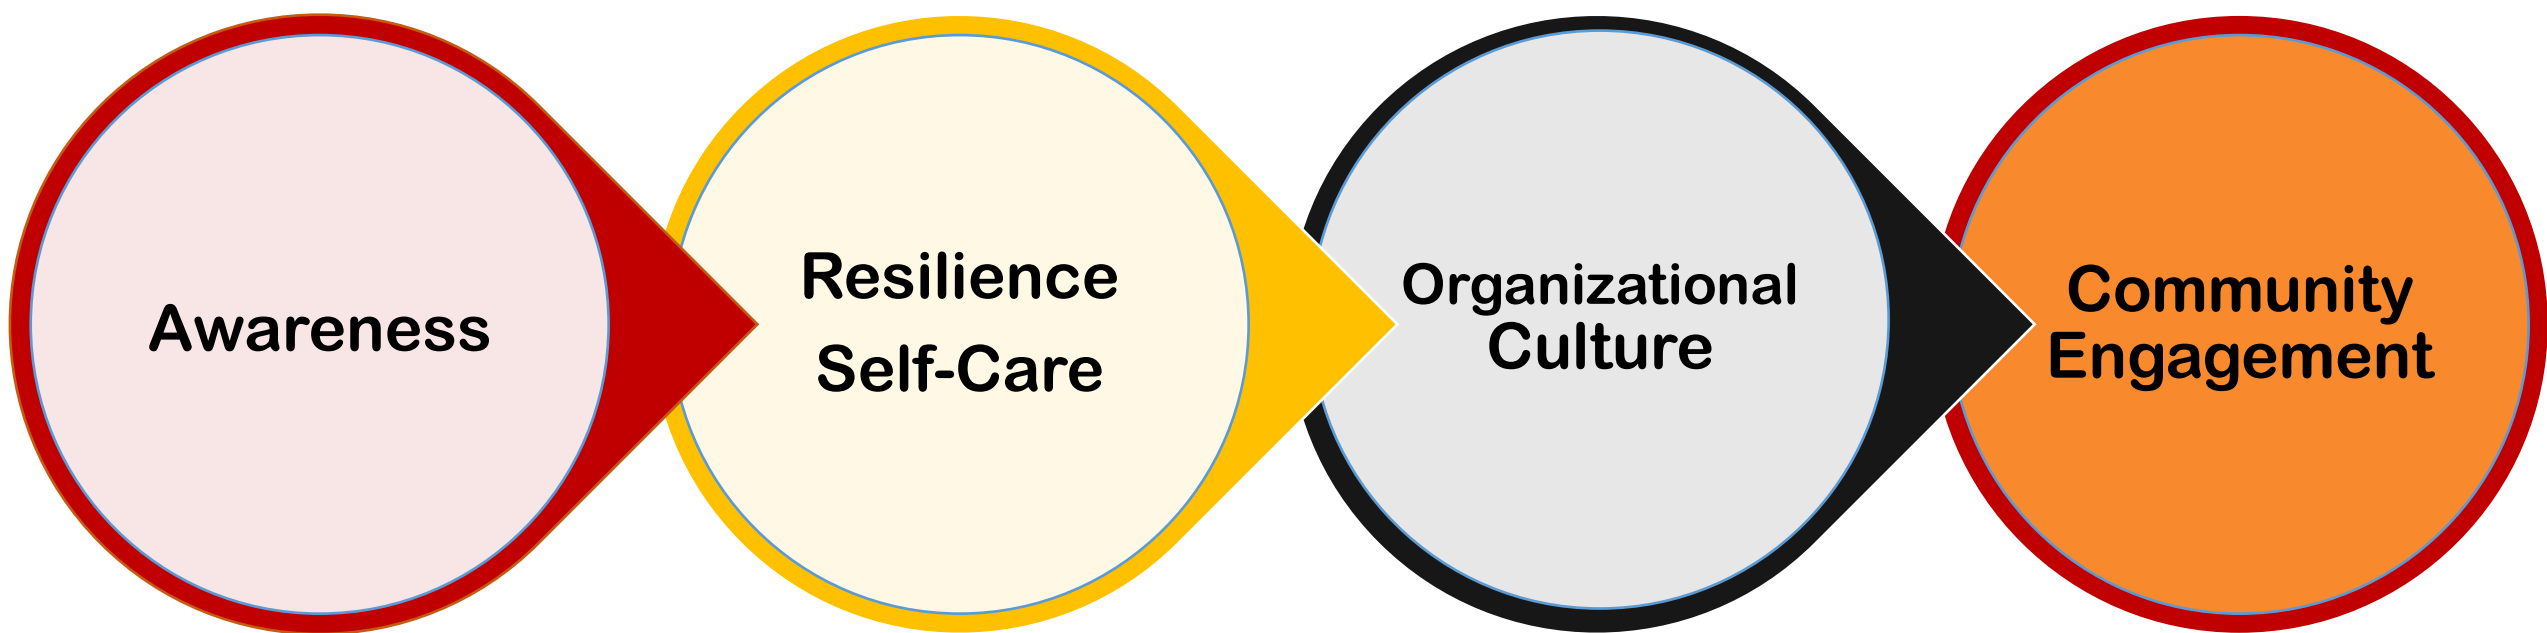 Awareness
Resilience
Self-Care
Organizational
Culture
Community
Engagement